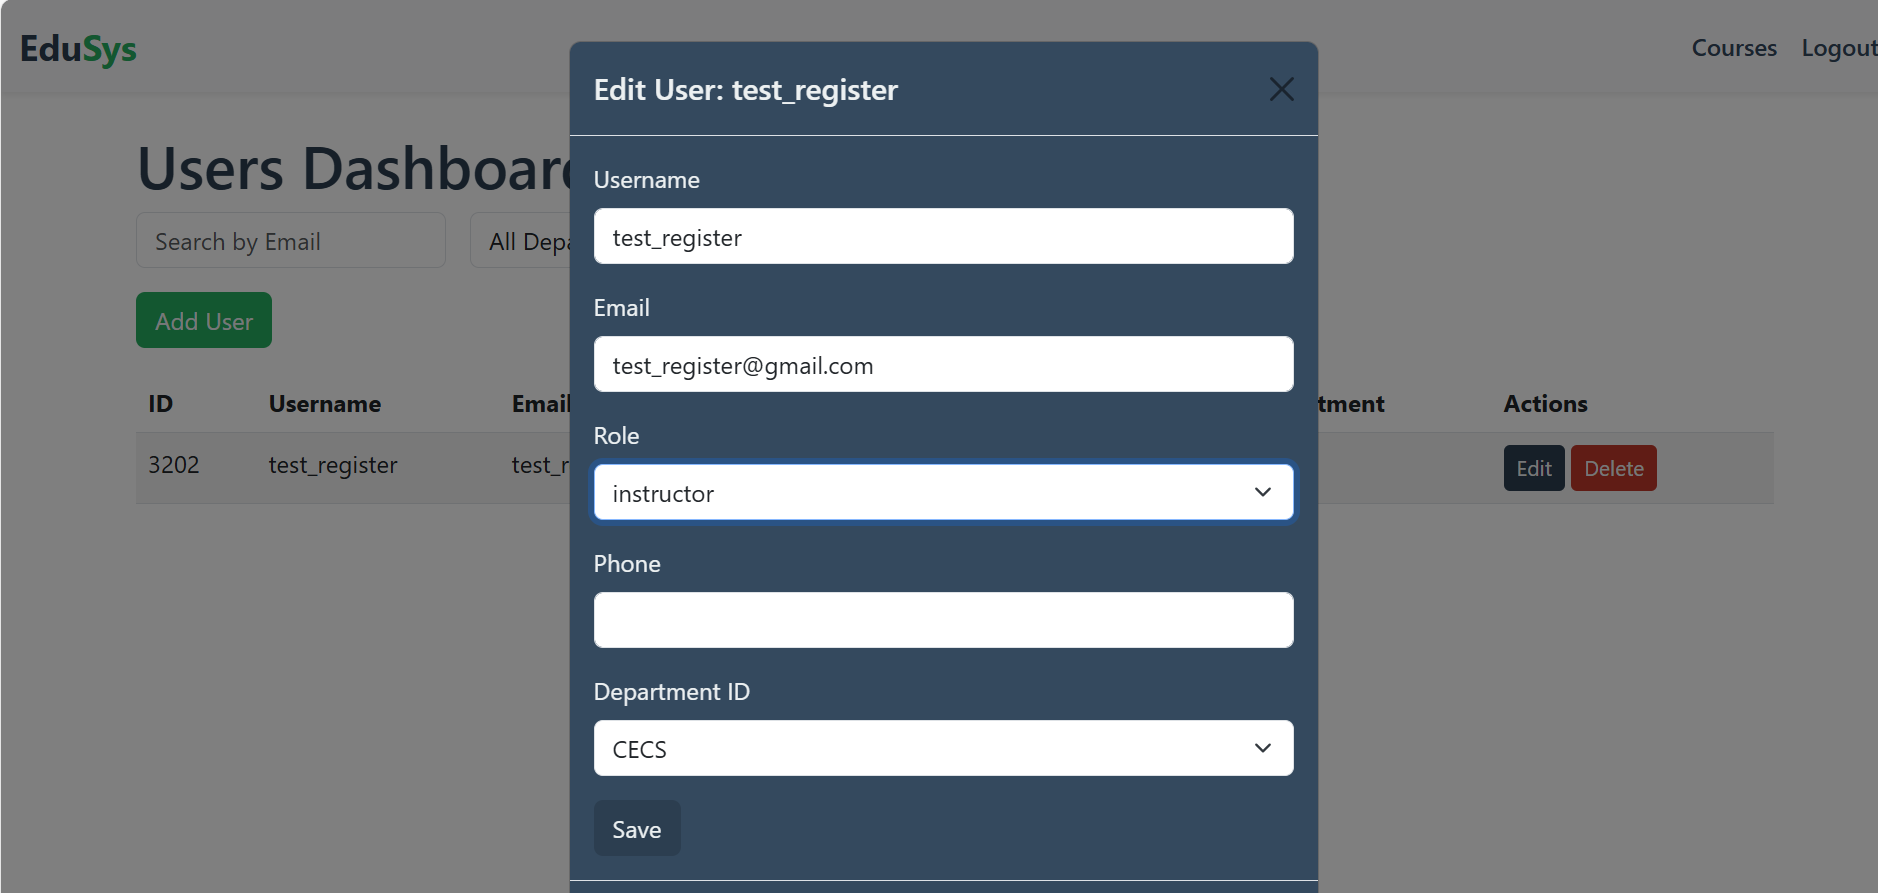 EduSys
Courses Logout
Edit User: test_register
Users Dashboard
Search by Email
All Depa
Add User
ID Username Email tment Actions
3202 test_register test_r Edit Delete
Username
test_register
Email
test_register@gmail.com
Role
instructor
Phone
Department ID
CECS
Save